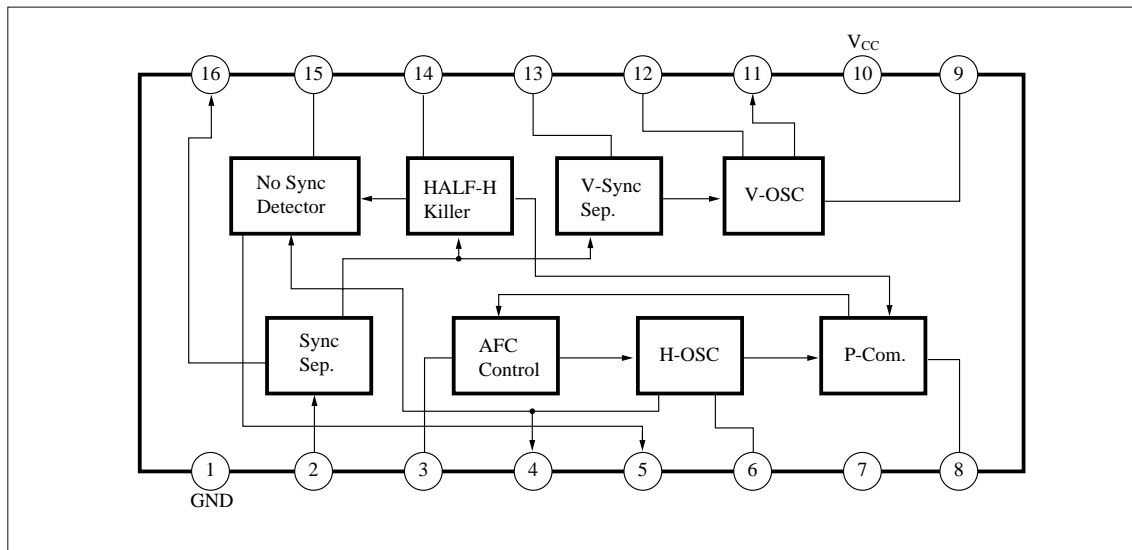 V_CC
16
15
14
13
12
11
10
9
No Sync
Detector
HALF-H
Killer
V-Sync
Sep.
V-OSC
Sync
Sep.
AFC
Control
H-OSC
P-Com.
1
2
3
4
5
6
7
8
GND